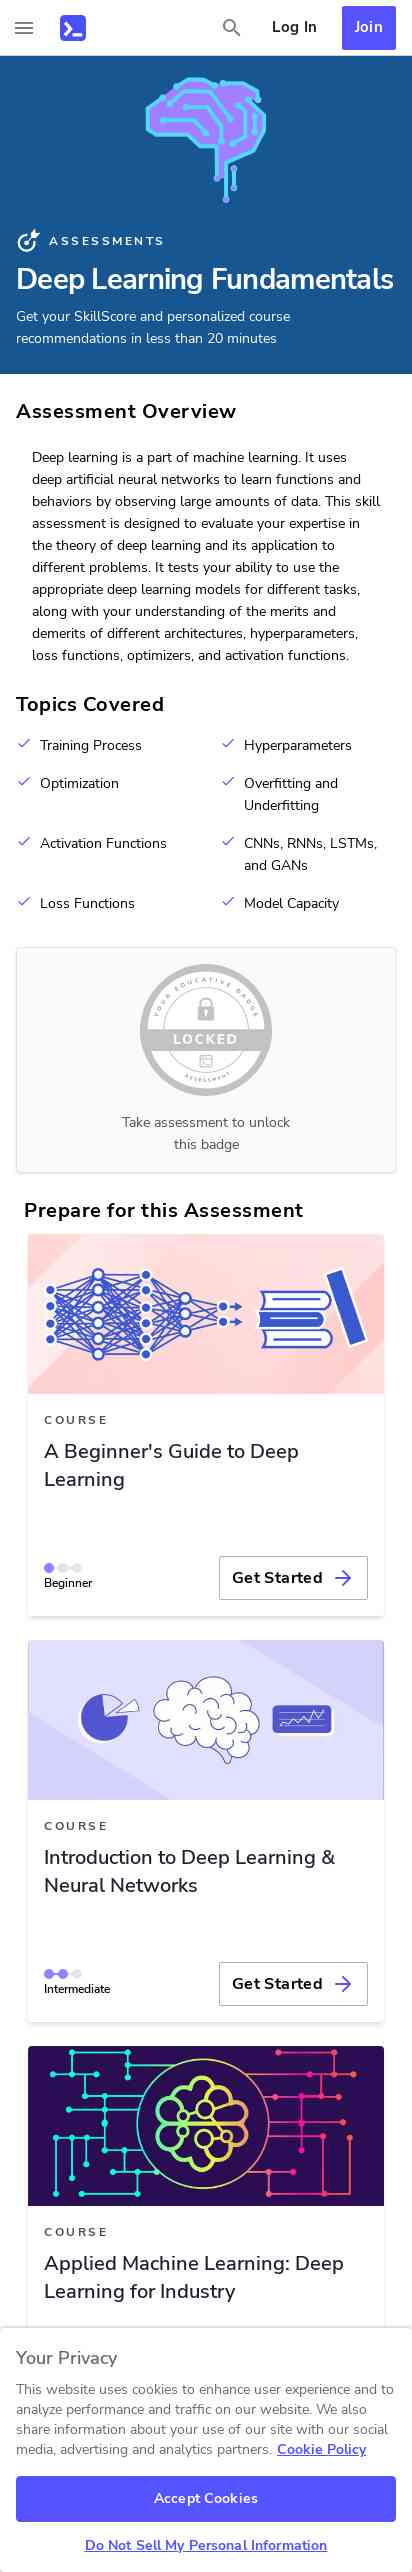 Log In
Join
ASSESSMENTS
Deep Learning Fundamentals
Get your SkillScore and personalized course
recommendations in less than 20 minutes
Assessment Overview
Deep learning is a part of machine learning. It uses
deep artificial neural networks to learn functions and
behaviors by observing large amounts of data. This skill
assessment is designed to evaluate your expertise in
the theory of deep learning and its application to
different problems. It tests your ability to use the
appropriate deep learning models for different tasks,
along with your understanding of the merits and
demerits of different architectures, hyperparameters,
loss functions, optimizers, and activation functions.
Topics Covered
Training Process
Hyperparameters
Optimization
Overfitting and
Underfitting
Activation Functions
CNNs, RNNs, LSTMs,
and GANs
Loss Functions
Model Capacity
YOUR EDUCATIVE BADGE
LOCKED
ASSESSMENT
Take assessment to unlock
this badge
Prepare for this Assessment
COURSE
A Beginner's Guide to Deep
Learning
Beginner
Get Started
COURSE
Introduction to Deep Learning &
Neural Networks
Intermediate
Get Started
COURSE
Applied Machine Learning: Deep
Learning for Industry
Your Privacy
This website uses cookies to enhance user experience and to
analyze performance and traffic on our website. We also
share information about your use of our site with our social
media, advertising and analytics partners. Cookie Policy
Accept Cookies
Do Not Sell My Personal Information